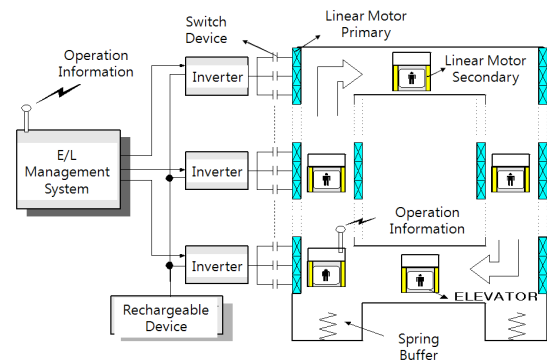 Switch
Device
Linear Motor
Primary
Operation
Information
Inverter
Linear Motor
Secondary
E/L
Management
System
Inverter
Operation
Information
Inverter
ELEVATOR
Rechargeable
Device
Spring
Buffer